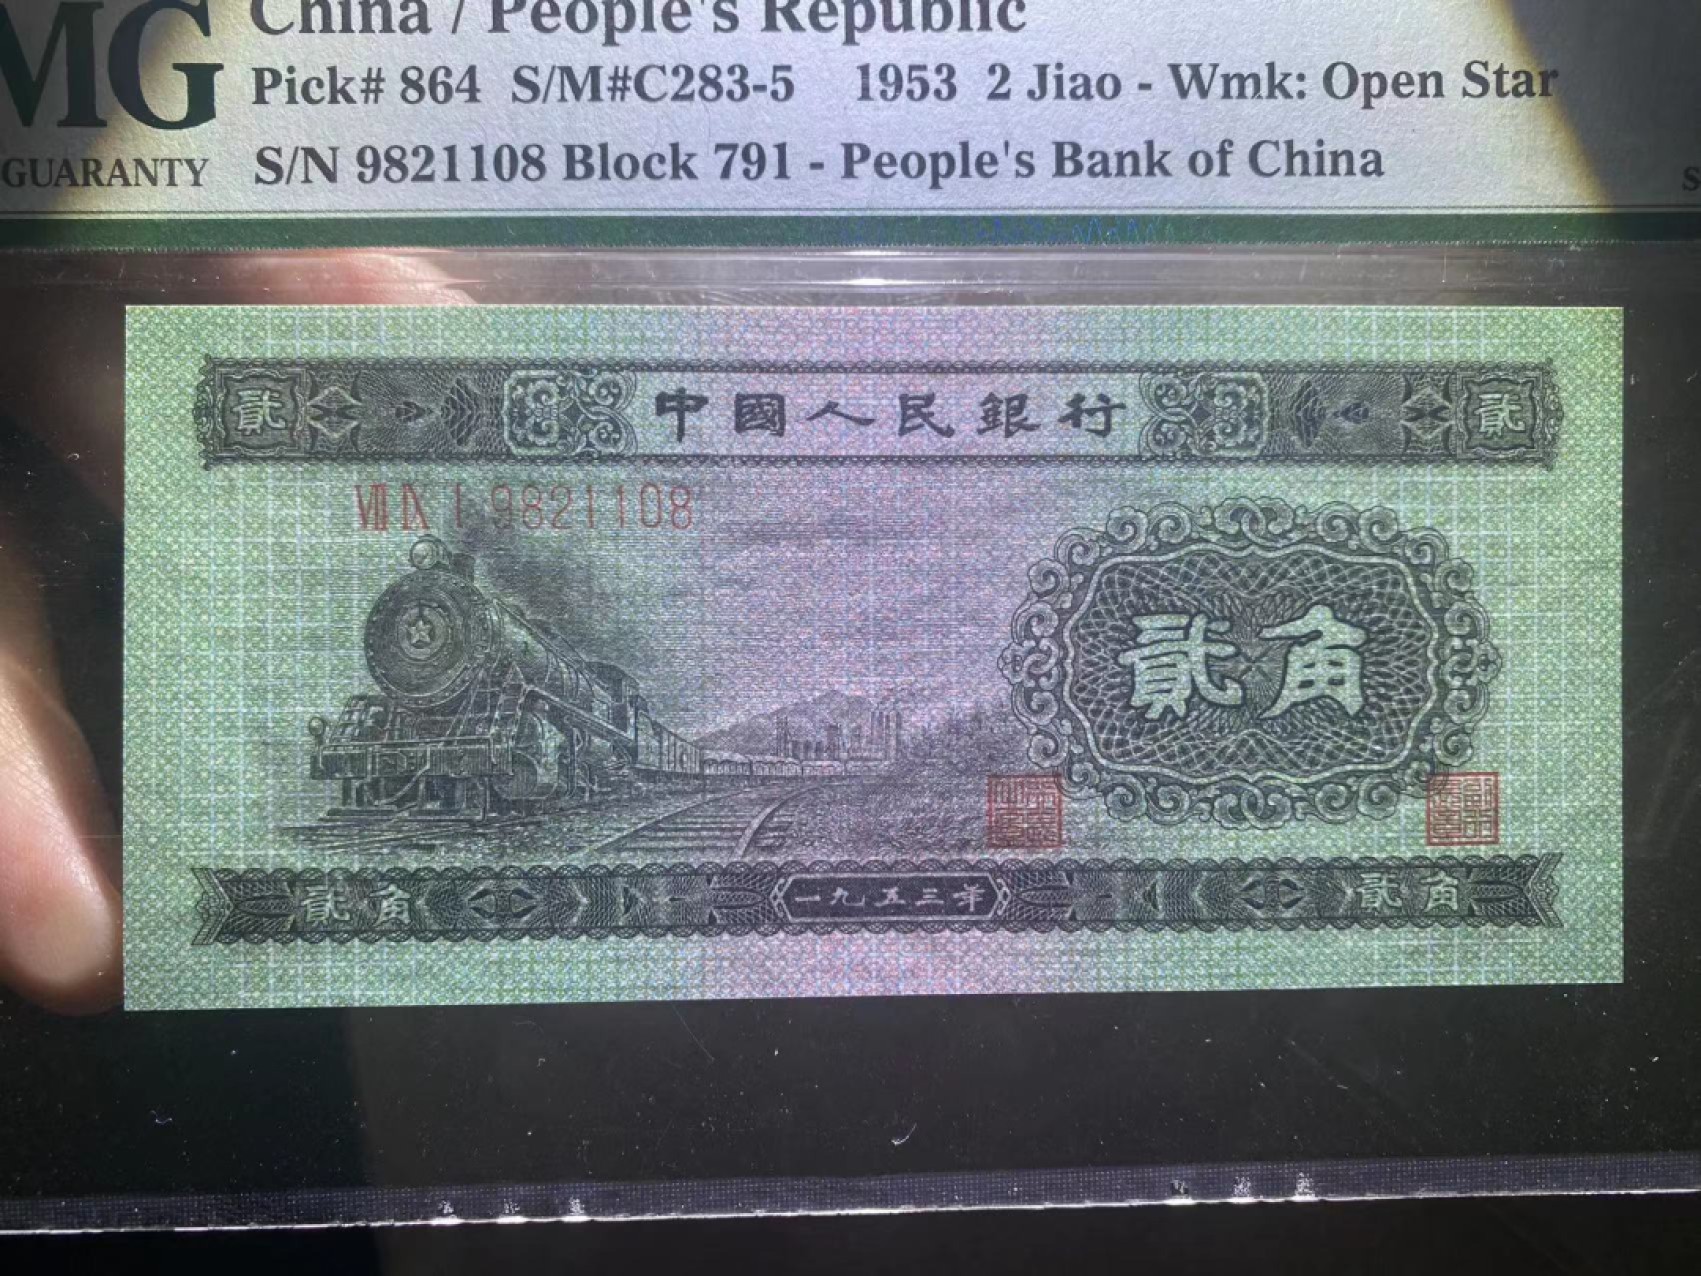 China / People's Republic
MG
Pick# 864 S/M#C283-5 1953 2 Jiao - Wmk: Open Star
GUARANTY
S/N 9821108 Block 791 - People's Bank of China
S
貳 中國人民銀行 貳
VIII IX I 9821108
貳角
貳角 一九五三年 貳角